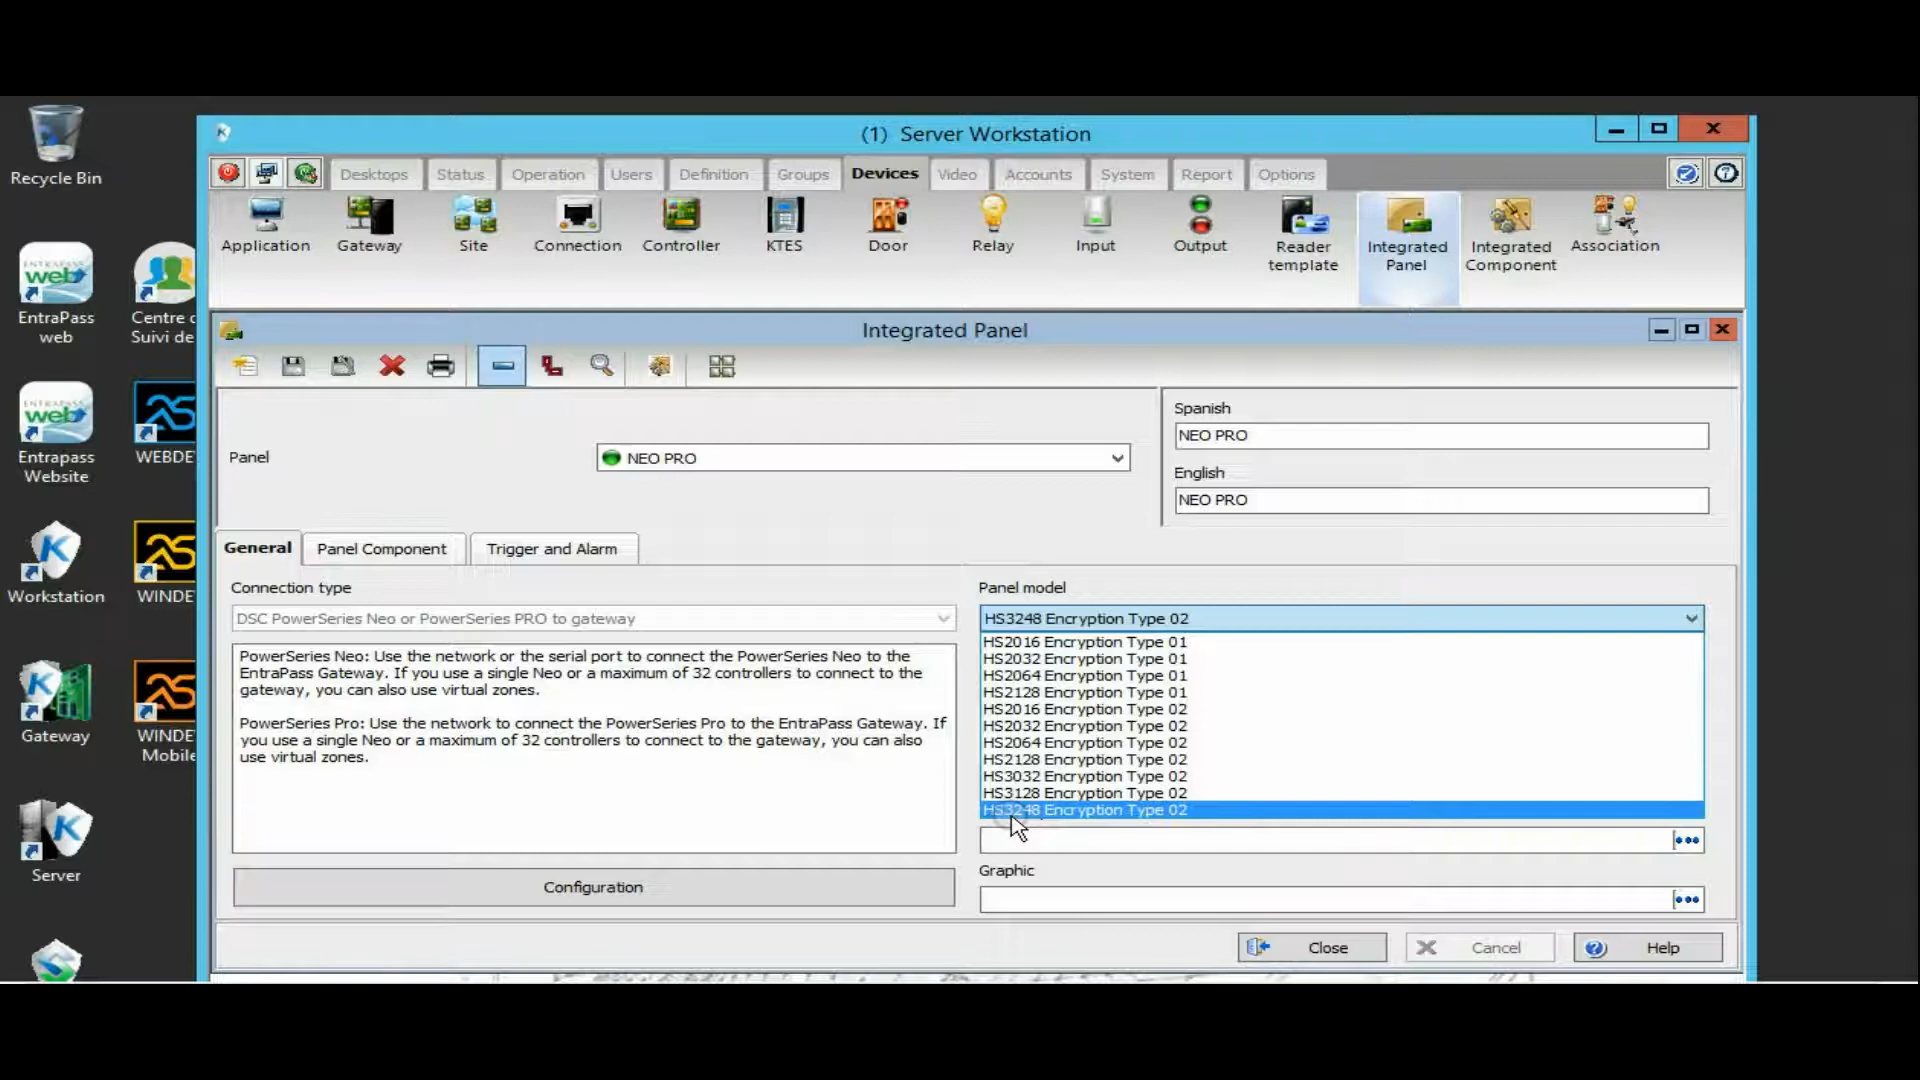 (1) Server Workstation
Desktops Status Operation Users Definition Groups Devices Video Accounts System Report Options
Application Gateway Site Connection Controller KTES Door Relay Input Output Reader template Integrated Panel Integrated Component Association
Integrated Panel
Panel
NEO PRO
Spanish
NEO PRO
English
NEO PRO
General Panel Component Trigger and Alarm
Connection type
DSC PowerSeries Neo or PowerSeries PRO to gateway
PowerSeries Neo: Use the network or the serial port to connect the PowerSeries Neo to the
EntraPass Gateway. If you use a single Neo or a maximum of 32 controllers to connect to the
gateway, you can also use virtual zones.
PowerSeries Pro: Use the network to connect the PowerSeries Pro to the EntraPass Gateway. If
you use a single Neo or a maximum of 32 controllers to connect to the gateway, you can also
use virtual zones.
Configuration
Panel model
HS3248 Encryption Type 02
HS2016 Encryption Type 01
HS2032 Encryption Type 01
HS2064 Encryption Type 01
HS2128 Encryption Type 01
HS2016 Encryption Type 02
HS2032 Encryption Type 02
HS2064 Encryption Type 02
HS2128 Encryption Type 02
HS3032 Encryption Type 02
HS3128 Encryption Type 02
HS3248 Encryption Type 02
Graphic
Close Cancel Help
Recycle Bin
ENTRAPASS
web
EntraPass
web
Centre
Suivi de
ENTRAPASS
web
Entrapass
Website
WEBDE
Workstation
WINDE
Gateway
WINDE
Mobile
Server